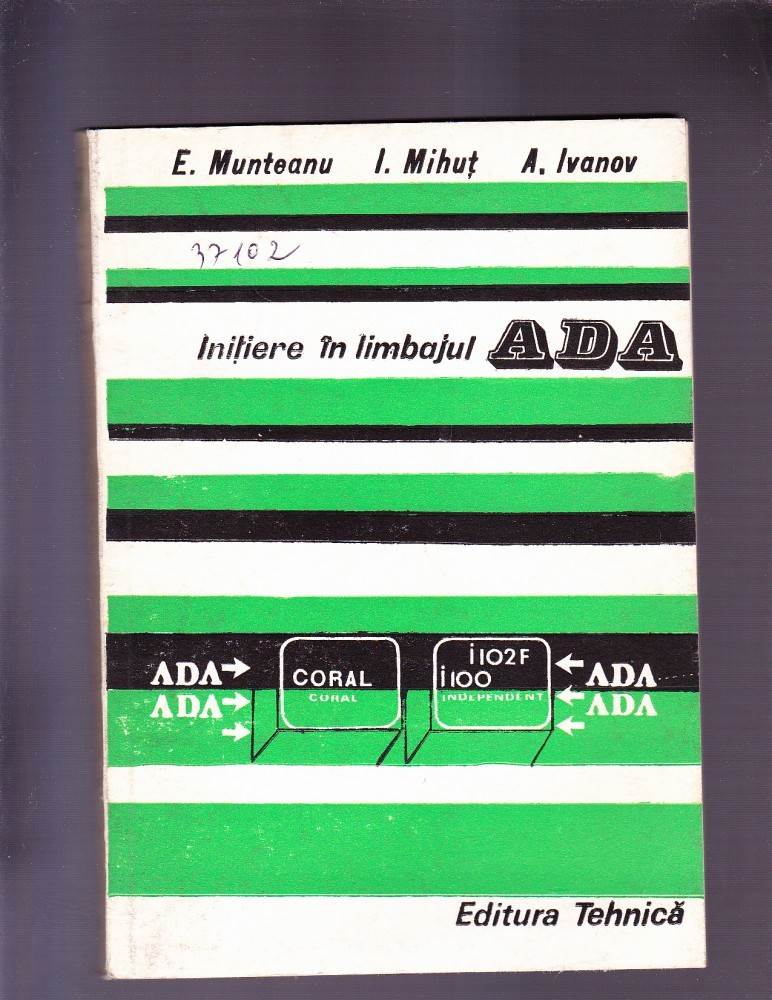 E. Munteanu I. Mihuț A. Ivanov
37102
Inițiere în limbajul ADA
i102F
CORAL i100
ADA ADA
CORAL INDEPENDENT
ADA ADA
Editura Tehnică